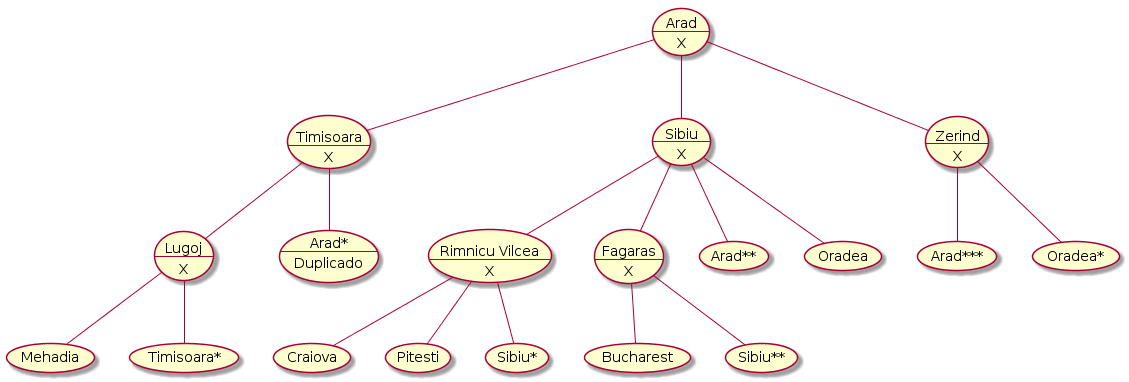 Arad
X
Timisoara
X
Sibiu
X
Zerind
X
Lugoj
X
Arad*
Duplicado
Rimnicu Vilcea
X
Fagaras
X
Arad**
Oradea
Arad***
Oradea*
Mehadia
Timisoara*
Craiova
Pitesti
Sibiu*
Bucharest
Sibiu**